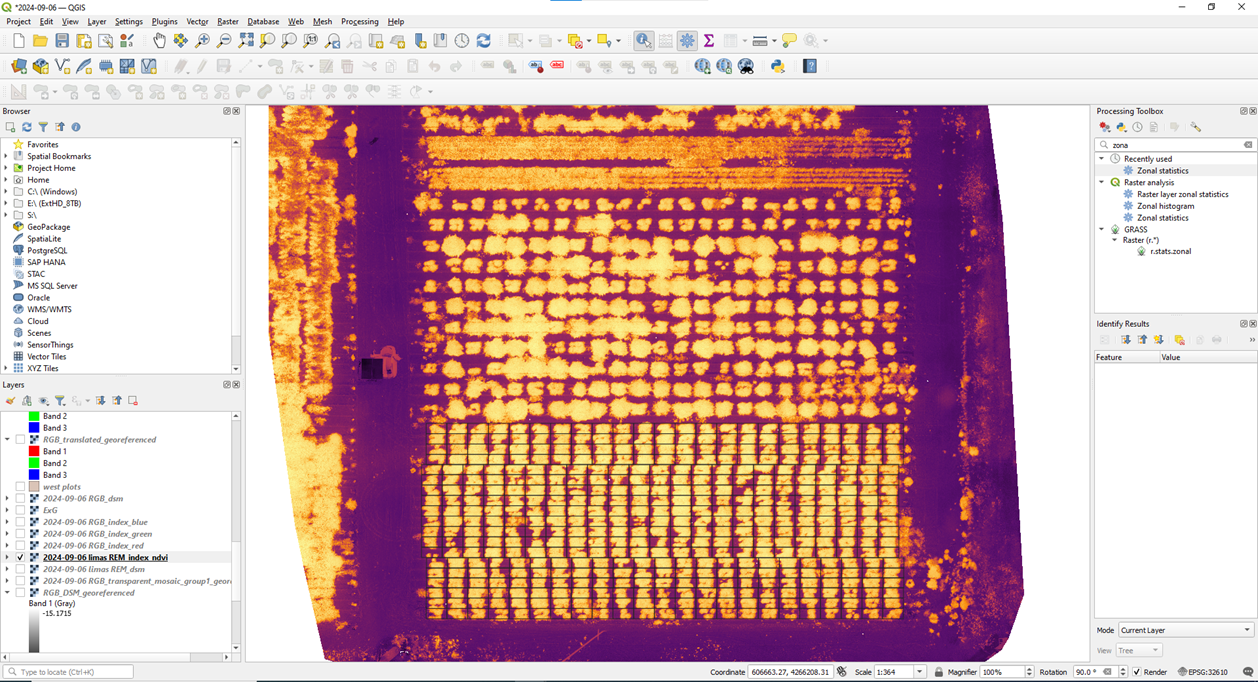 *2024-09-06 — QGIS
Project Edit View Layer Settings Plugins Vector Raster Database Web Mesh Processing Help
Browser
Favorites
Spatial Bookmarks
Project Home
Home
C:\ (Windows)
E:\ (ExtHD_8TB)
S:\
GeoPackage
SpatiaLite
PostgreSQL
SAP HANA
STAC
MS SQL Server
Oracle
WMS/WMTS
Cloud
Scenes
SensorThings
Vector Tiles
XYZ Tiles
Layers
Band 2
Band 3
RGB_translated_georeferenced
Band 1
Band 2
Band 3
west plots
2024-09-06 RGB_dsm
ExG
2024-09-06 RGB_index_blue
2024-09-06 RGB_index_green
2024-09-06 RGB_index_red
2024-09-06 limas REM_index_ndvi
2024-09-06 limas REM_dsm
2024-09-06 RGB_transparent_mosaic_group1_geor
RGB_DSM_georeferenced
Band 1 (Gray)
-15.1715
Processing Toolbox
zona
Recently used
Zonal statistics
Raster analysis
Raster layer zonal statistics
Zonal histogram
Zonal statistics
GRASS
Raster (r.*)
r.stats.zonal
Identify Results
Feature Value
Mode Current Layer
View Tree
Type to locate (Ctrl+K)
Coordinate 606663.27, 4266208.31 Scale 1:364 Magnifier 100% Rotation 90.0 ° Render EPSG:32610